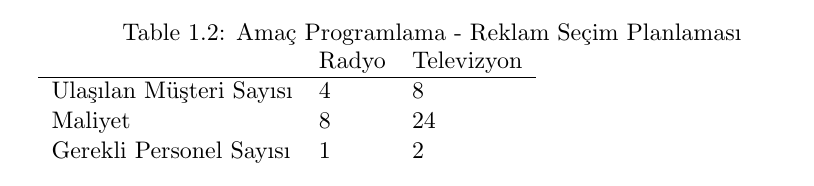 Table 1.2: Amaç Programlama - Reklam Seçim Planlaması
Radyo Televizyon
Ulaşılan Müşteri Sayısı 4 8
Maliyet 8 24
Gerekli Personel Sayısı 1 2